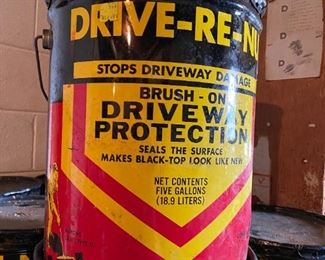 DRIVE-RE-NU
STOPS DRIVEWAY DAMAGE
BRUSH-ON
DRIVEWAY
PROTECTION
SEALS THE SURFACE
MAKES BLACK-TOP LOOK LIKE NEW
NET CONTENTS
FIVE GALLONS
(18.9 LITERS)